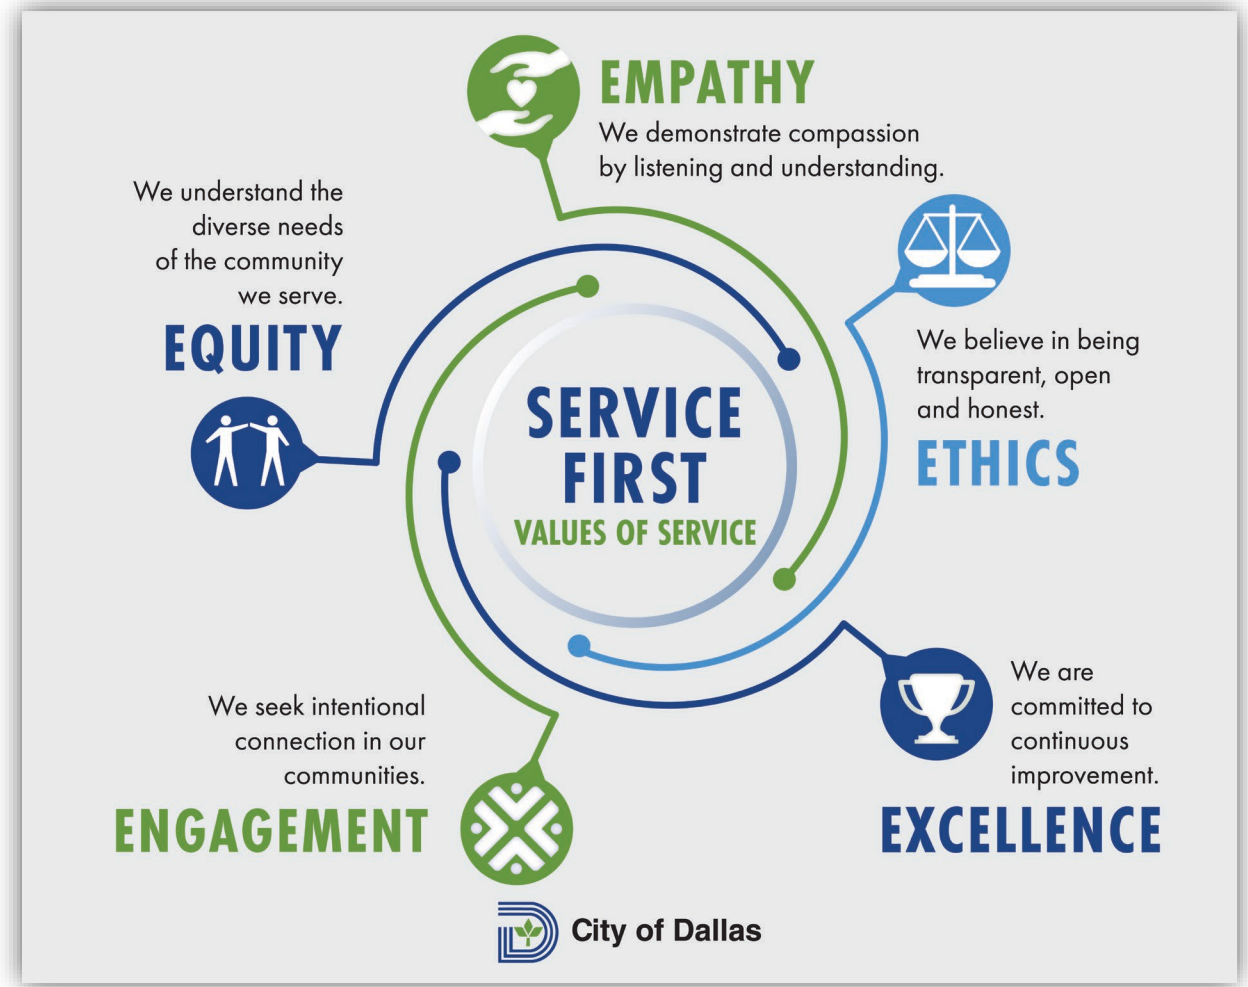 EMPATHY
We demonstrate compassion
by listening and understanding.
We understand the
diverse needs
of the community
we serve.
EQUITY
We believe in being
transparent, open
and honest.
ETHICS
SERVICE
FIRST
VALUES OF SERVICE
We are
committed to
continuous
improvement.
EXCELLENCE
We seek intentional
connection in our
communities.
ENGAGEMENT
City of Dallas